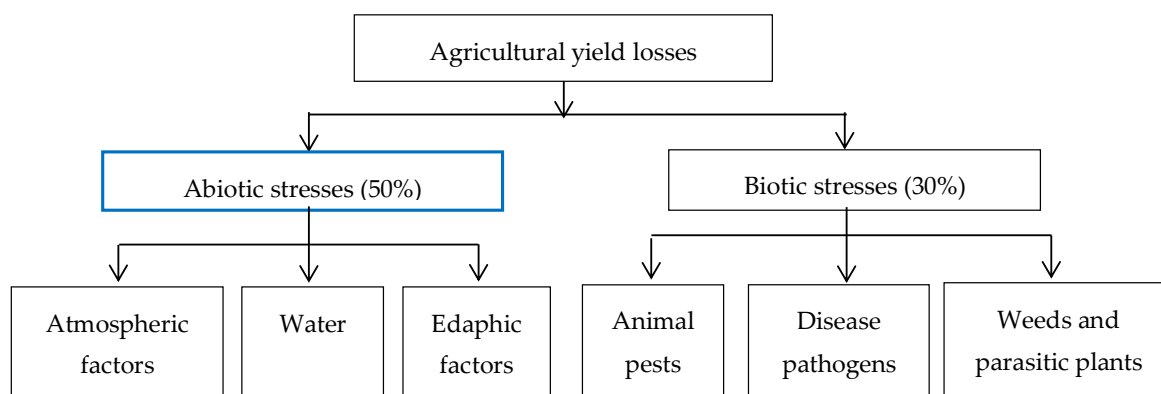 Agricultural yield losses
Abiotic stresses (50%)
Biotic stresses (30%)
Atmospheric
factors
Water
Edaphic
factors
Animal
pests
Disease
pathogens
Weeds and
parasitic plants